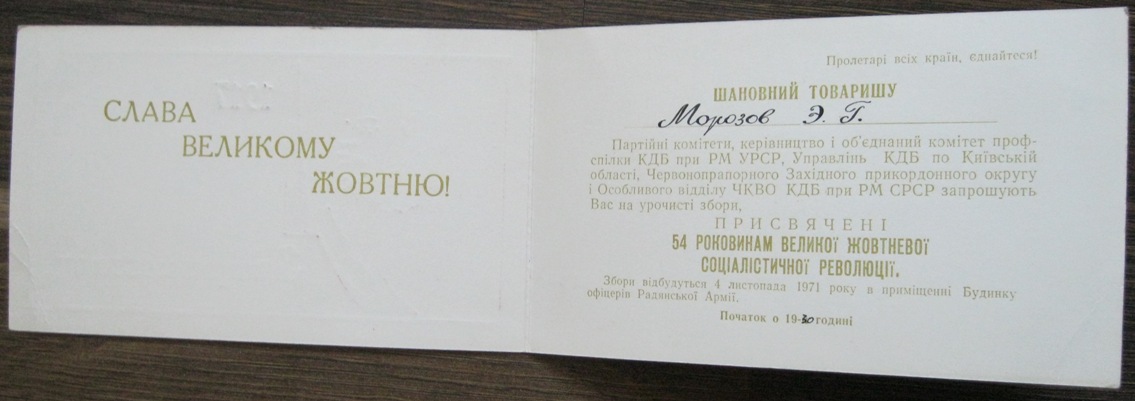 СЛАВА
ВЕЛИКОМУ
ЖОВТНЮ!
Пролетарі всіх країн, єднайтеся!
ШАНОВНИЙ ТОВАРИШУ
Морозов Э. Г.
Партійні комітети, керівництво і об'єднаний комітет проф-
спілки КДБ при РМ УРСР, Управлінь КДБ по Київській
області, Червонопрапорного Західного прикордонного округу
і Особливого відділу ЧКВО КДБ при РМ СРСР запрошують
Вас на урочисті збори,
ПРИСВЯЧЕНІ
54 РОКОВИНАМ ВЕЛИКОЇ ЖОВТНЕВОЇ
СОЦІАЛІСТИЧНОЇ РЕВОЛЮЦІЇ.
Збори відбудуться 4 листопада 1971 року в приміщенні Будинку
офіцерів Радянської Армії.
Початок о 19-30 годині